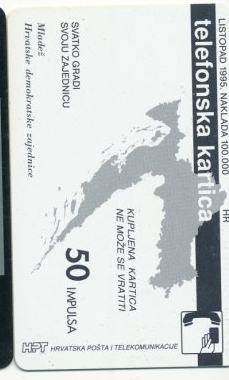 LISTOPAD 1995. NAKLADA 100.000
HR
telefonska kartica
SVATKO GRADI
SVOJU ZAJEDNICU
Mladež
Hrvatske demokratske zajednice
KUPLJENA KARTICA
NE MOŽE SE VRATITI
50 IMPULSA
HPT HRVATSKA POŠTA I TELEKOMUNIKACIJE